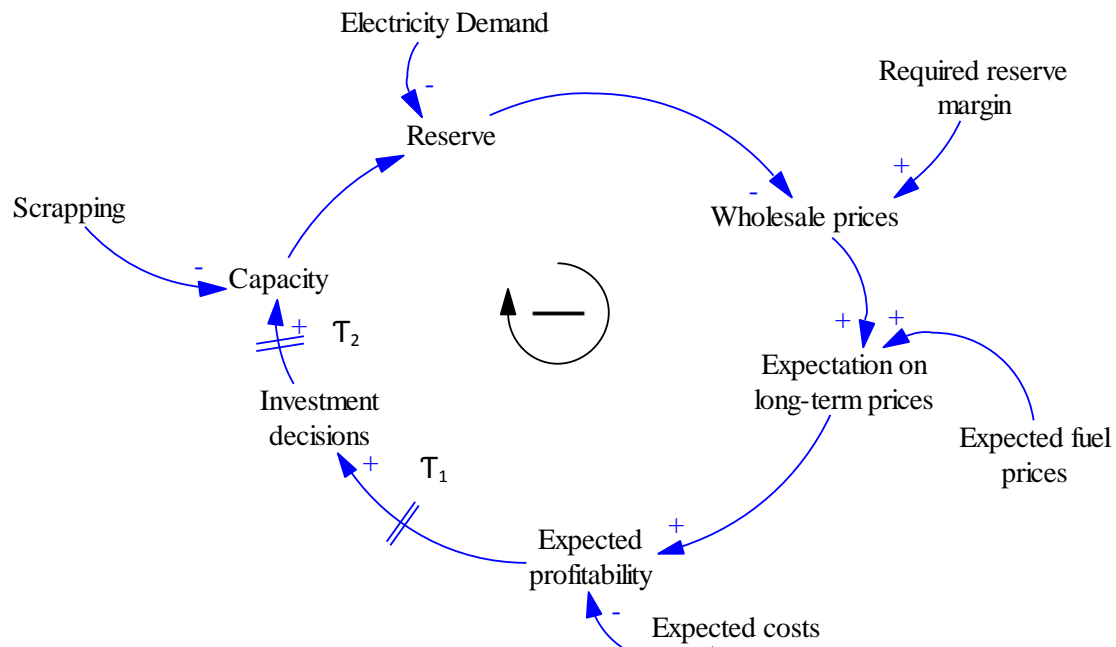 Electricity Demand
Required reserve
margin
-
Reserve
+
Scrapping
-
Wholesale prices
-
Capacity
+
τ₂
+
+
Expectation on
long-term prices
Investment
decisions
Expected fuel
prices
+
τ₁
+
Expected
profitability
-
Expected costs